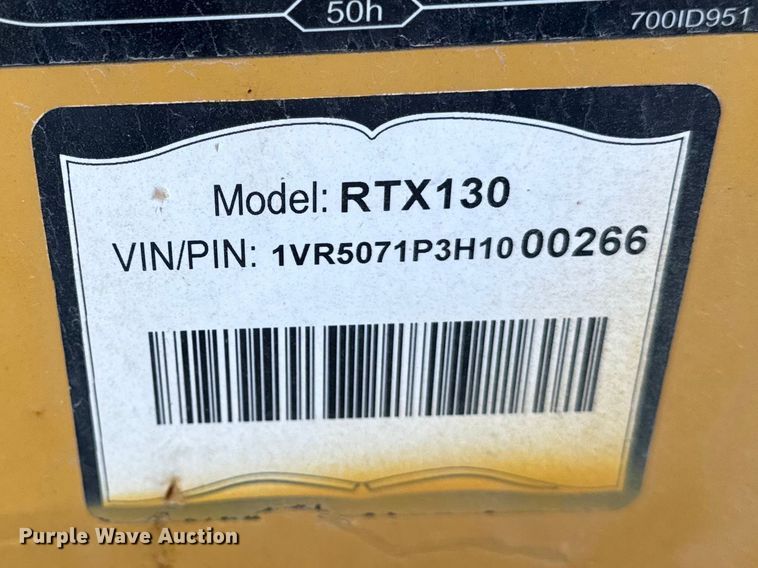 50h
700ID951
Model: RTX130
VIN/PIN: 1VR5071P3H1000266
Purple Wave Auction